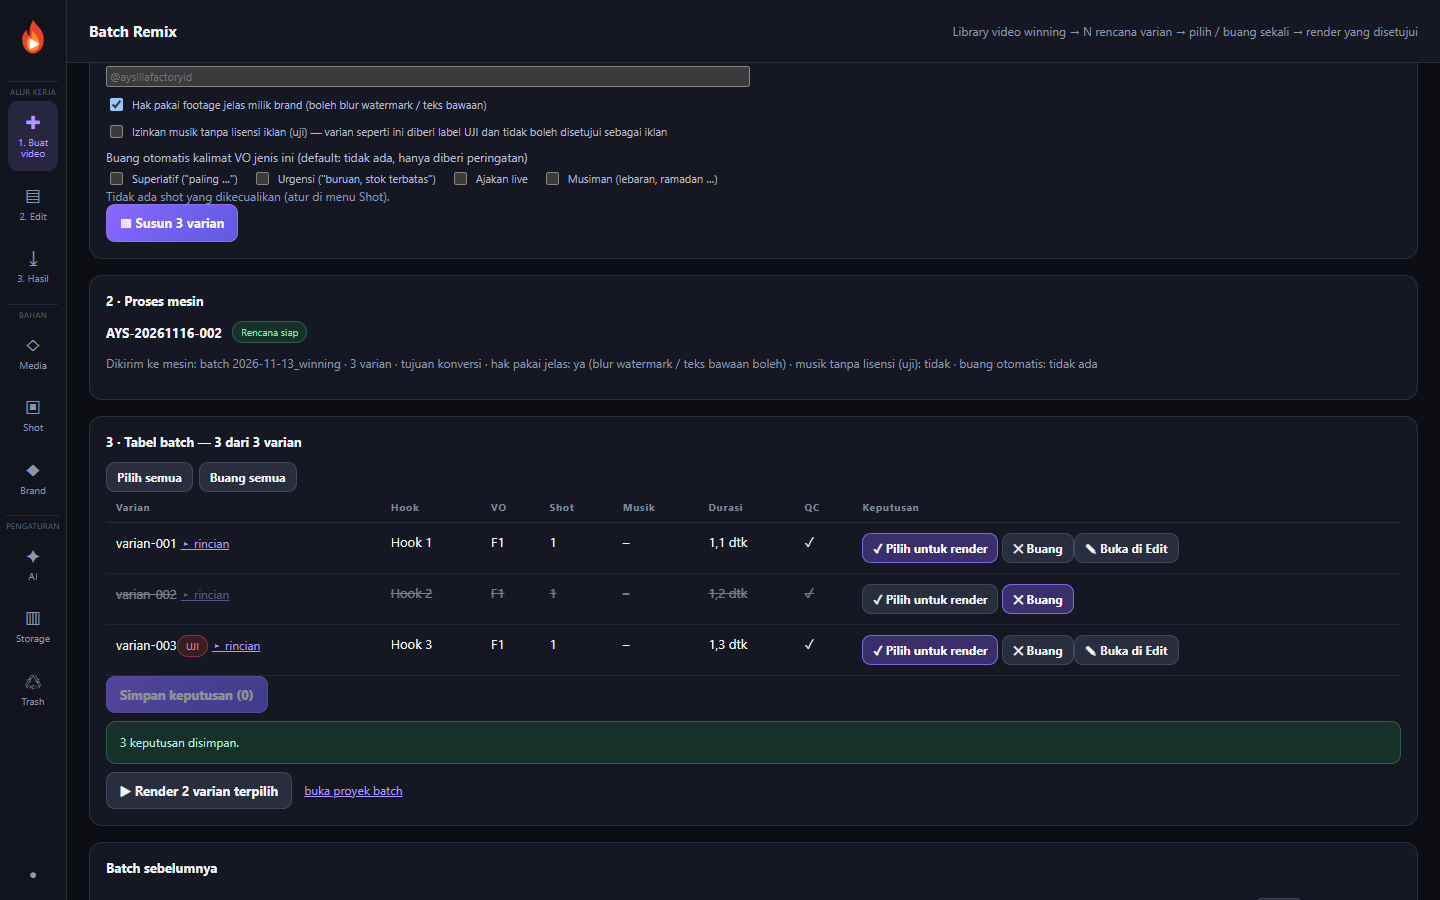 Batch Remix
Library video winning → N rencana varian → pilih / buang sekali → render yang disetujui
ALUR KERJA
1. Buat video
2. Edit
3. Hasil
BAHAN
Media
Shot
Brand
PENGATURAN
AI
Storage
Trash
@aysillafactoryid
Hak pakai footage jelas milik brand (boleh blur watermark / teks bawaan)
Izinkan musik tanpa lisensi iklan (uji) — varian seperti ini diberi label UJI dan tidak boleh disetujui sebagai iklan
Buang otomatis kalimat VO jenis ini (default: tidak ada, hanya diberi peringatan)
Superlatif ("paling ...") Urgensi ("buruan, stok terbatas") Ajakan live Musiman (lebaran, ramadan ...)
Tidak ada shot yang dikecualikan (atur di menu Shot).
Susun 3 varian
2 · Proses mesin
AYS-20261116-002 Rencana siap
Dikirim ke mesin: batch 2026-11-13_winning · 3 varian · tujuan konversi · hak pakai jelas: ya (blur watermark / teks bawaan boleh) · musik tanpa lisensi (uji): tidak · buang otomatis: tidak ada
3 · Tabel batch — 3 dari 3 varian
Pilih semua Buang semua
Varian Hook VO Shot Musik Durasi QC Keputusan
varian-001 ▸ rincian Hook 1 F1 1 – 1,1 dtk ✓ ✓ Pilih untuk render ✕ Buang ✎ Buka di Edit
varian-002 ▸ rincian Hook 2 F1 1 – 1,2 dtk ✓ ✓ Pilih untuk render ✕ Buang
varian-003 UJI ▸ rincian Hook 3 F1 1 – 1,3 dtk ✓ ✓ Pilih untuk render ✕ Buang ✎ Buka di Edit
Simpan keputusan (0)
3 keputusan disimpan.
▶ Render 2 varian terpilih buka proyek batch
Batch sebelumnya